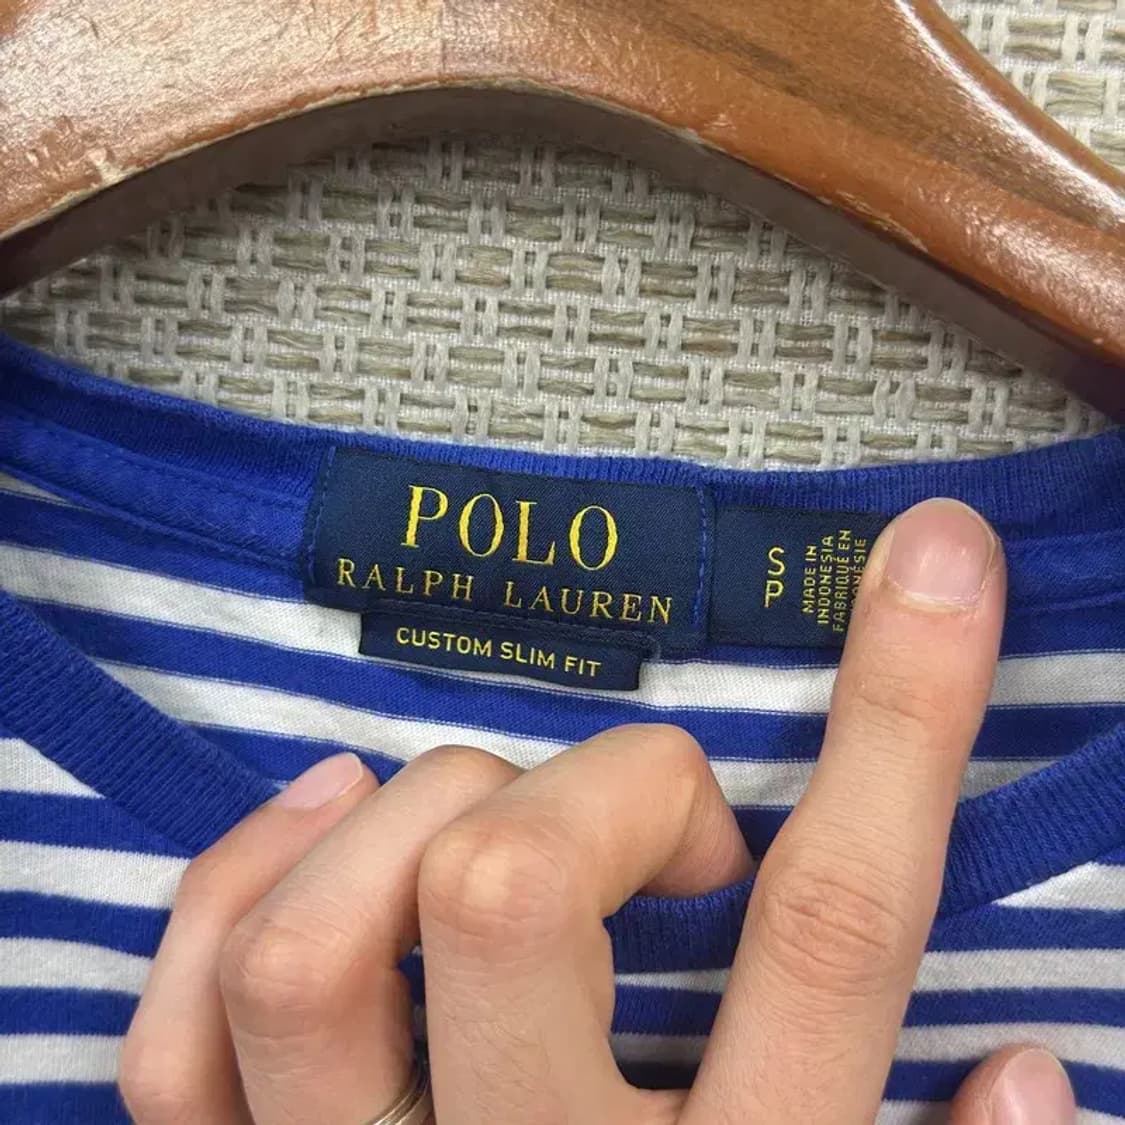 POLO
RALPH LAUREN
CUSTOM SLIM FIT
S
P
MADE IN
INDONESIA
FABRIQUÉ EN